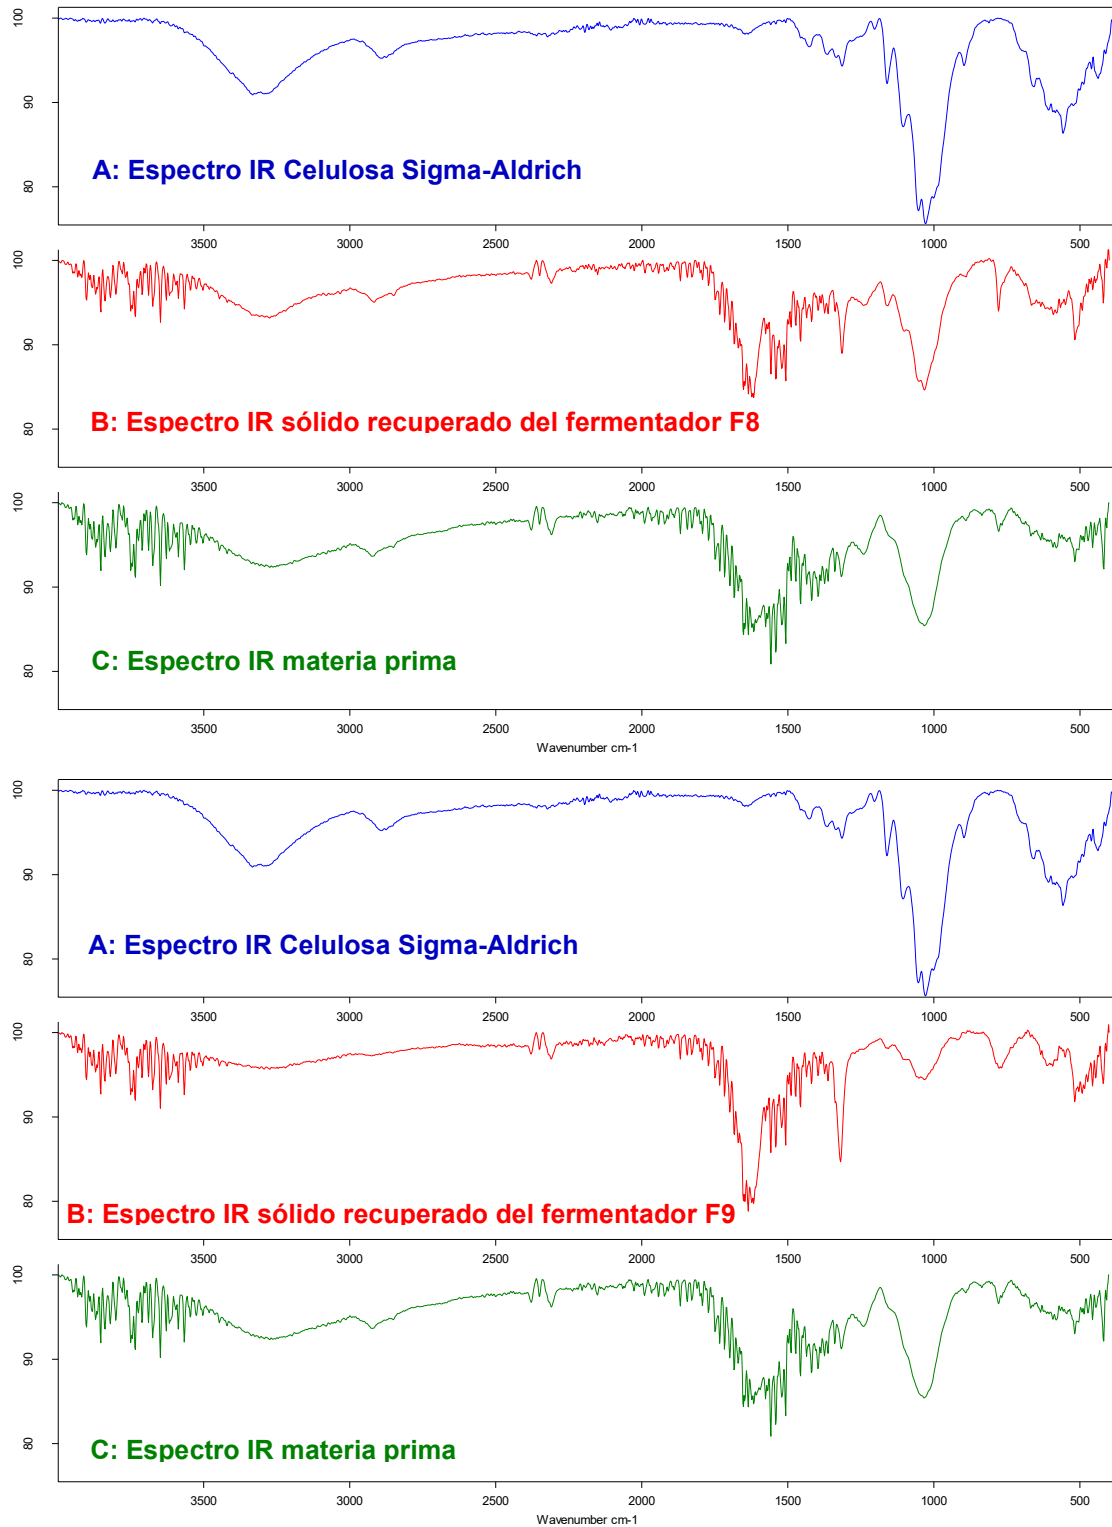 100
90
80
A: Espectro IR Celulosa Sigma-Aldrich
3500 3000 2500 2000 1500 1000 500
100
90
80
B: Espectro IR sólido recuperado del fermentador F8
3500 3000 2500 2000 1500 1000 500
100
90
80
C: Espectro IR materia prima
3500 3000 2500 2000 1500 1000 500
Wavenumber cm-1
100
90
80
A: Espectro IR Celulosa Sigma-Aldrich
3500 3000 2500 2000 1500 1000 500
100
90
80
B: Espectro IR sólido recuperado del fermentador F9
3500 3000 2500 2000 1500 1000 500
100
90
80
C: Espectro IR materia prima
3500 3000 2500 2000 1500 1000 500
Wavenumber cm-1